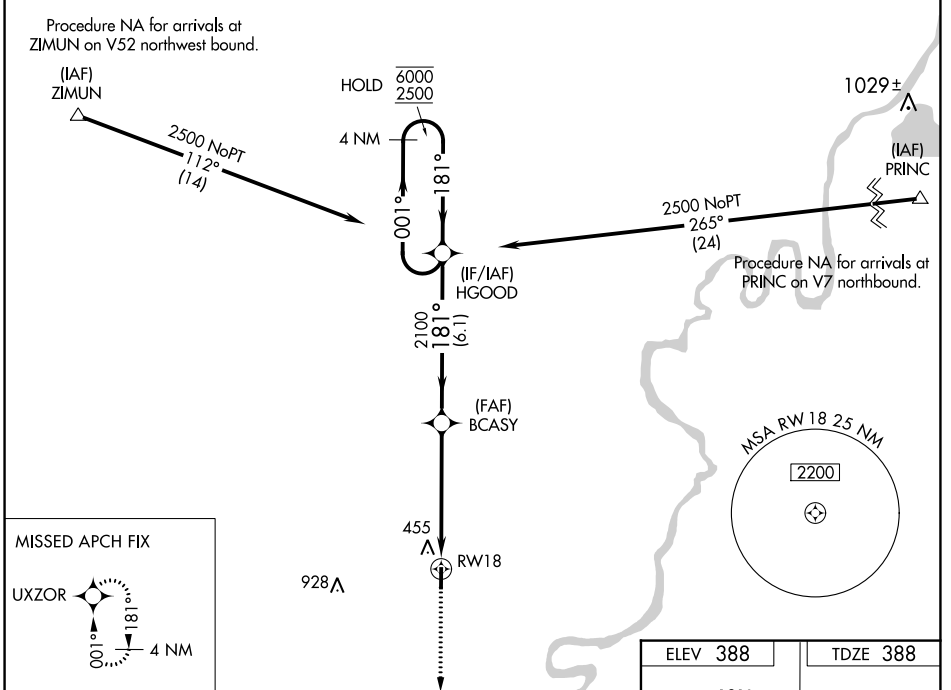 Procedure NA for arrivals at
ZIMUN on V52 northwest bound.
(IAF)
ZIMUN
2500 NoPT
112°
(14)
HOLD
6000
2500
4 NM
001°
181°
1029±
(IAF)
PRINC
2500 NoPT
265°
(24)
Procedure NA for arrivals at
PRINC on V7 northbound.
(IF/IAF)
HGOOD
2100
181°
(6.1)
(FAF)
BCASY
MSA RW 18 25 NM
2200
455
RW18
928
MISSED APCH FIX
UXZOR
001°
181°
4 NM
ELEV 388
TDZE 388